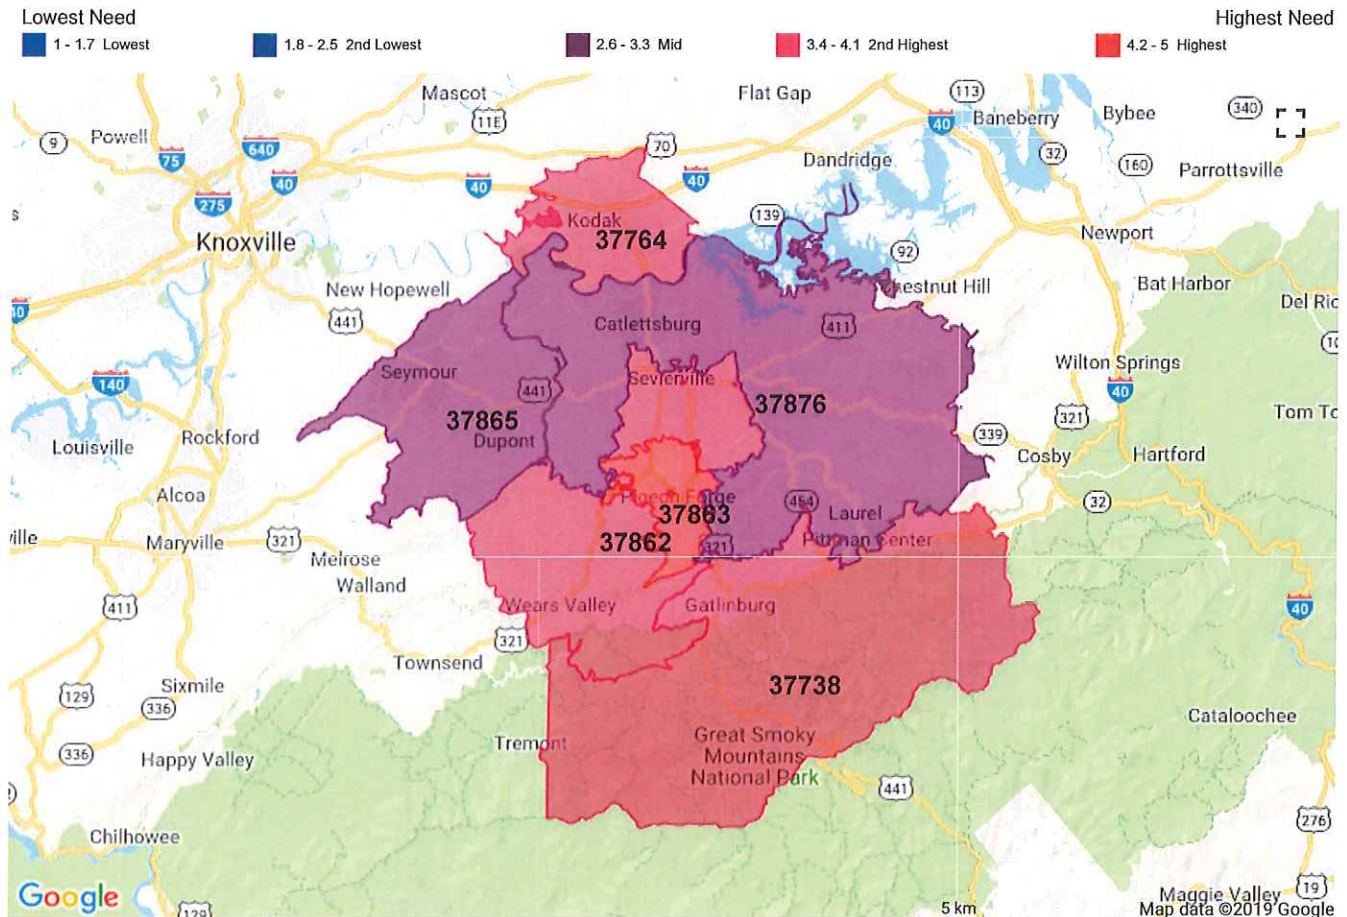 Lowest Need Highest Need
1 - 1.7 Lowest 1.8 - 2.5 2nd Lowest 2.6 - 3.3 Mid 3.4 - 4.1 2nd Highest 4.2 - 5 Highest
Mascot Flat Gap 113
11E 40 Baneberry Bybee 340
9 Powell 70
75 640 Dandridge 32 160 Parrottsville
40 40 40
275
139
Kodak
Knoxville 37764 Newport
92
New Hopewell Chestnut Hill Bat Harbor
40 441 Del Ric
Catlettsburg 411
Wilton Springs
Seymour Sevierville
140 441 40
37865 37876 321 Tom To
Louisville Rockford Dupont 339
Cosby Hartford
Alcoa Pigeon Forge 454 32
37863 Laurel
ville Maryville 321 37862 321 Pittman Center
Melrose
Walland
411 Wears Valley Gatlinburg 40
321
Townsend
129 Sixmile 37738
336
Cataloochee
336 Happy Valley Tremont Great Smoky
Mountains
National Park
441
276
Chilhowee
Google 129 Maggie Valley 19
5 km Map data ©2019 Google